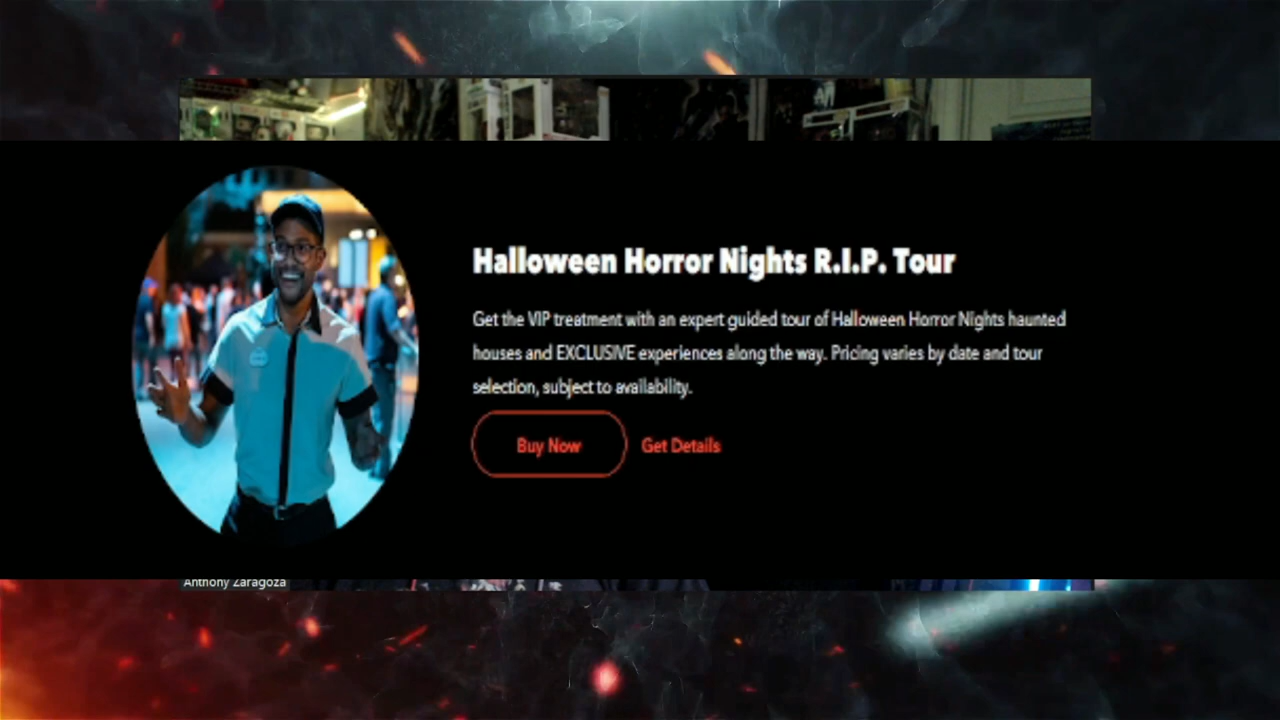 Halloween Horror Nights R.I.P. Tour
Get the VIP treatment with an expert guided tour of Halloween Horror Nights haunted
houses and EXCLUSIVE experiences along the way. Pricing varies by date and tour
selection, subject to availability.
Buy Now
Get Details
Anthony Zaragoza